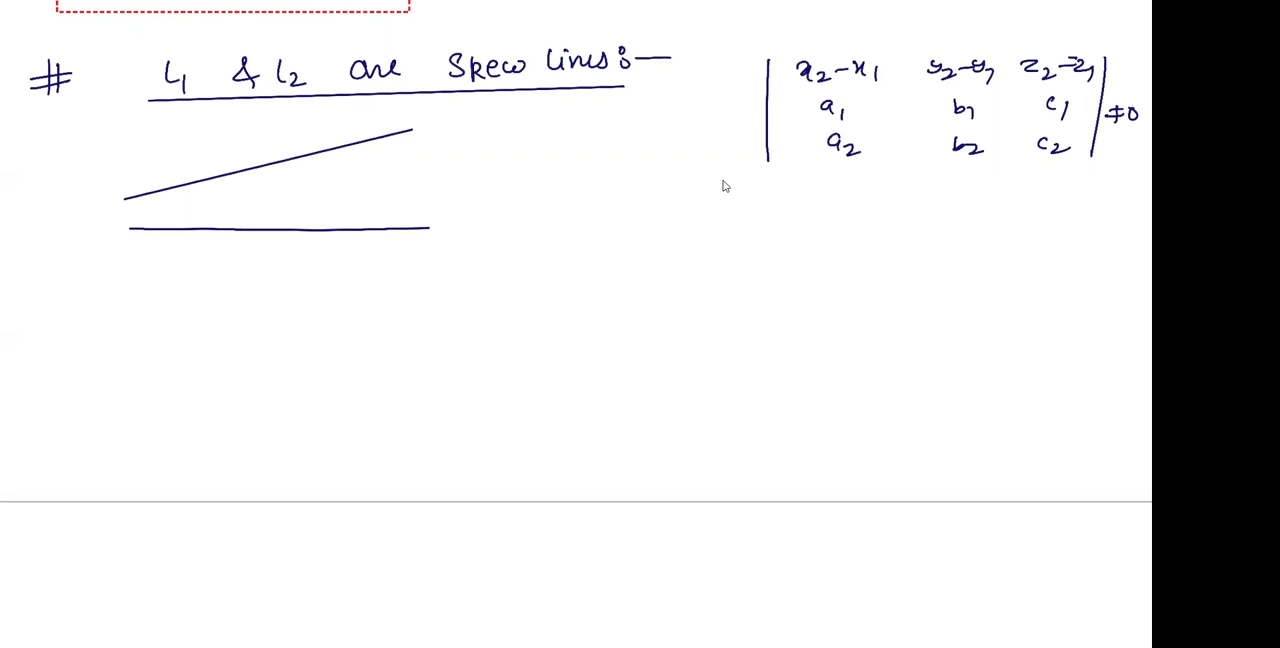 # L₁ & L₂ are Skew lines:—
| x₂-x₁ y₂-y₁ z₂-z₁ |
| a₁ b₁ c₁ | ≠0
| a₂ b₂ c₂ |